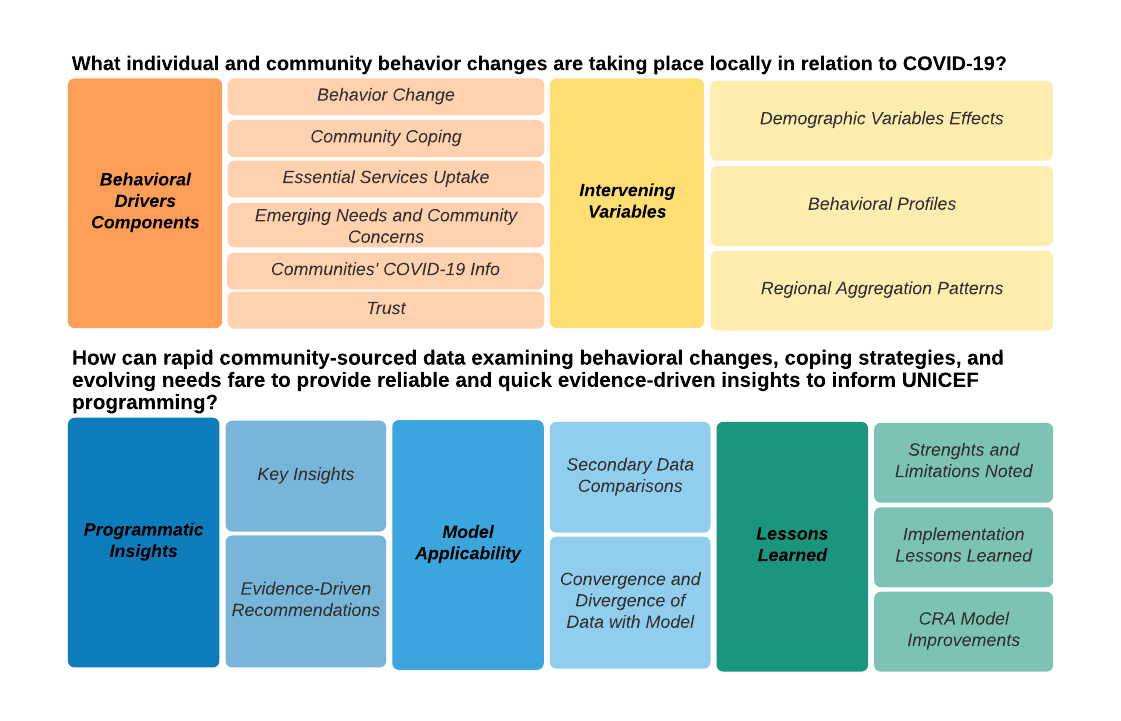 What individual and community behavior changes are taking place locally in relation to COVID-19?
Behavioral
Drivers
Components
Behavior Change
Community Coping
Essential Services Uptake
Emerging Needs and Community
Concerns
Communities' COVID-19 Info
Trust
Intervening
Variables
Demographic Variables Effects
Behavioral Profiles
Regional Aggregation Patterns
How can rapid community-sourced data examining behavioral changes, coping strategies, and
evolving needs fare to provide reliable and quick evidence-driven insights to inform UNICEF
programming?
Programmatic
Insights
Key Insights
Evidence-Driven
Recommendations
Model
Applicability
Secondary Data
Comparisons
Convergence and
Divergence of
Data with Model
Lessons
Learned
Strenghts and
Limitations Noted
Implementation
Lessons Learned
CRA Model
Improvements